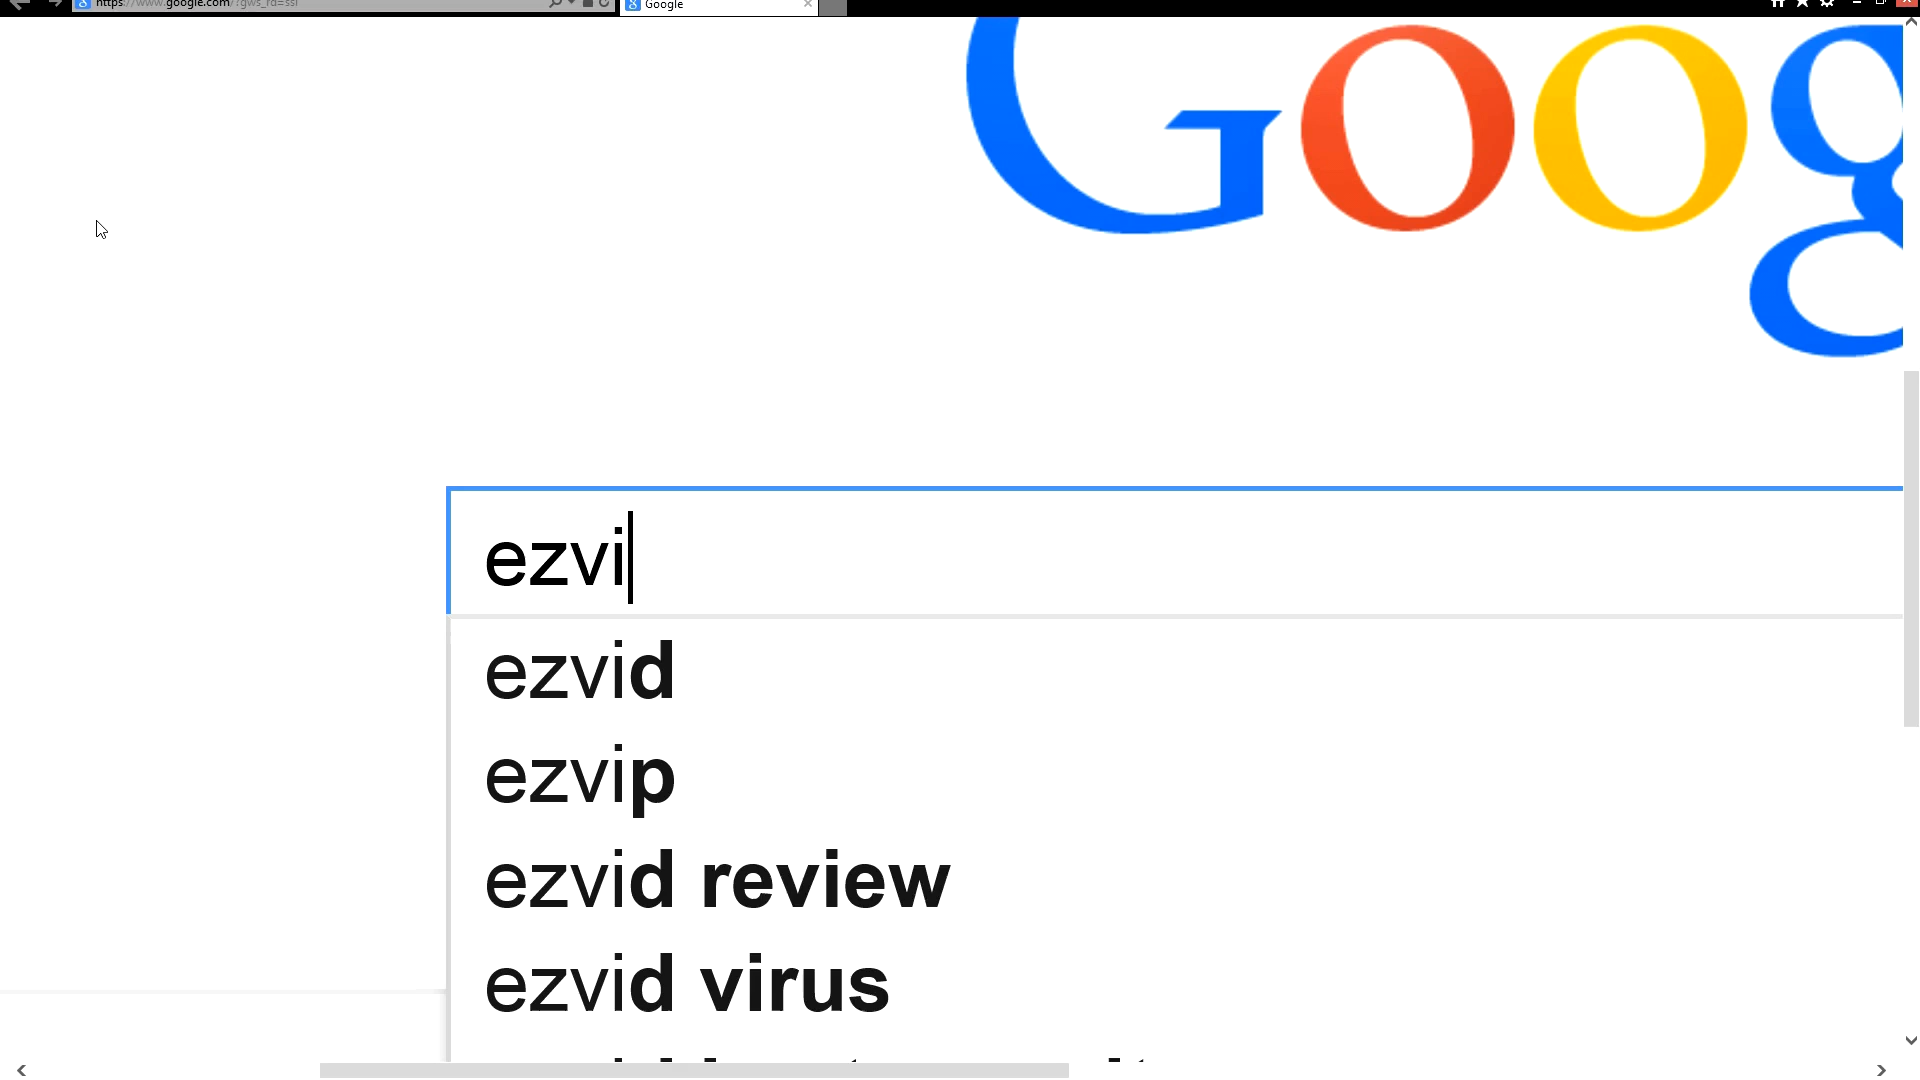 https://www.google.com/?gws_rd=ssl
Google
Goog
ezvi
ezvid
ezvip
ezvid review
ezvid virus